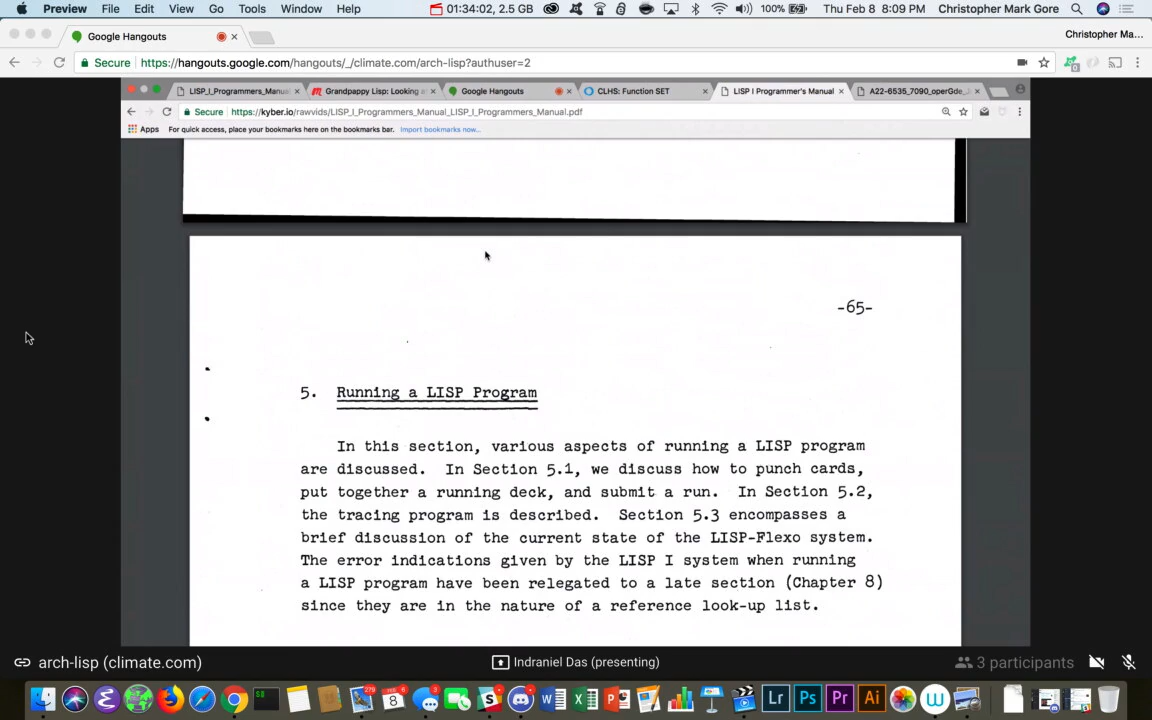 Preview File Edit View Go Tools Window Help 01:34:02, 2.5 GB 100% Thu Feb 8 8:09 PM Christopher Mark Gore
Google Hangouts Christopher Ma...
Secure https://hangouts.google.com/hangouts/_/climate.com/arch-lisp?authuser=2
LISP_I_Programmers_Manual Grandpappy Lisp: Looking a Google Hangouts CLHS: Function SET LISP I Programmer's Manual A22-6535_7090_operGde_
Secure https://kyber.io/rawvids/LISP_I_Programmers_Manual_LISP_I_Programmers_Manual.pdf
Apps For quick access, place your bookmarks here on the bookmarks bar. Import bookmarks now...
-65-
5. Running a LISP Program
In this section, various aspects of running a LISP program
are discussed. In Section 5.1, we discuss how to punch cards,
put together a running deck, and submit a run. In Section 5.2,
the tracing program is described. Section 5.3 encompasses a
brief discussion of the current state of the LISP-Flexo system.
The error indications given by the LISP I system when running
a LISP program have been relegated to a late section (Chapter 8)
since they are in the nature of a reference look-up list.
arch-lisp (climate.com) Indraniel Das (presenting) 3 participants
8 Lr Ps Pr Ai